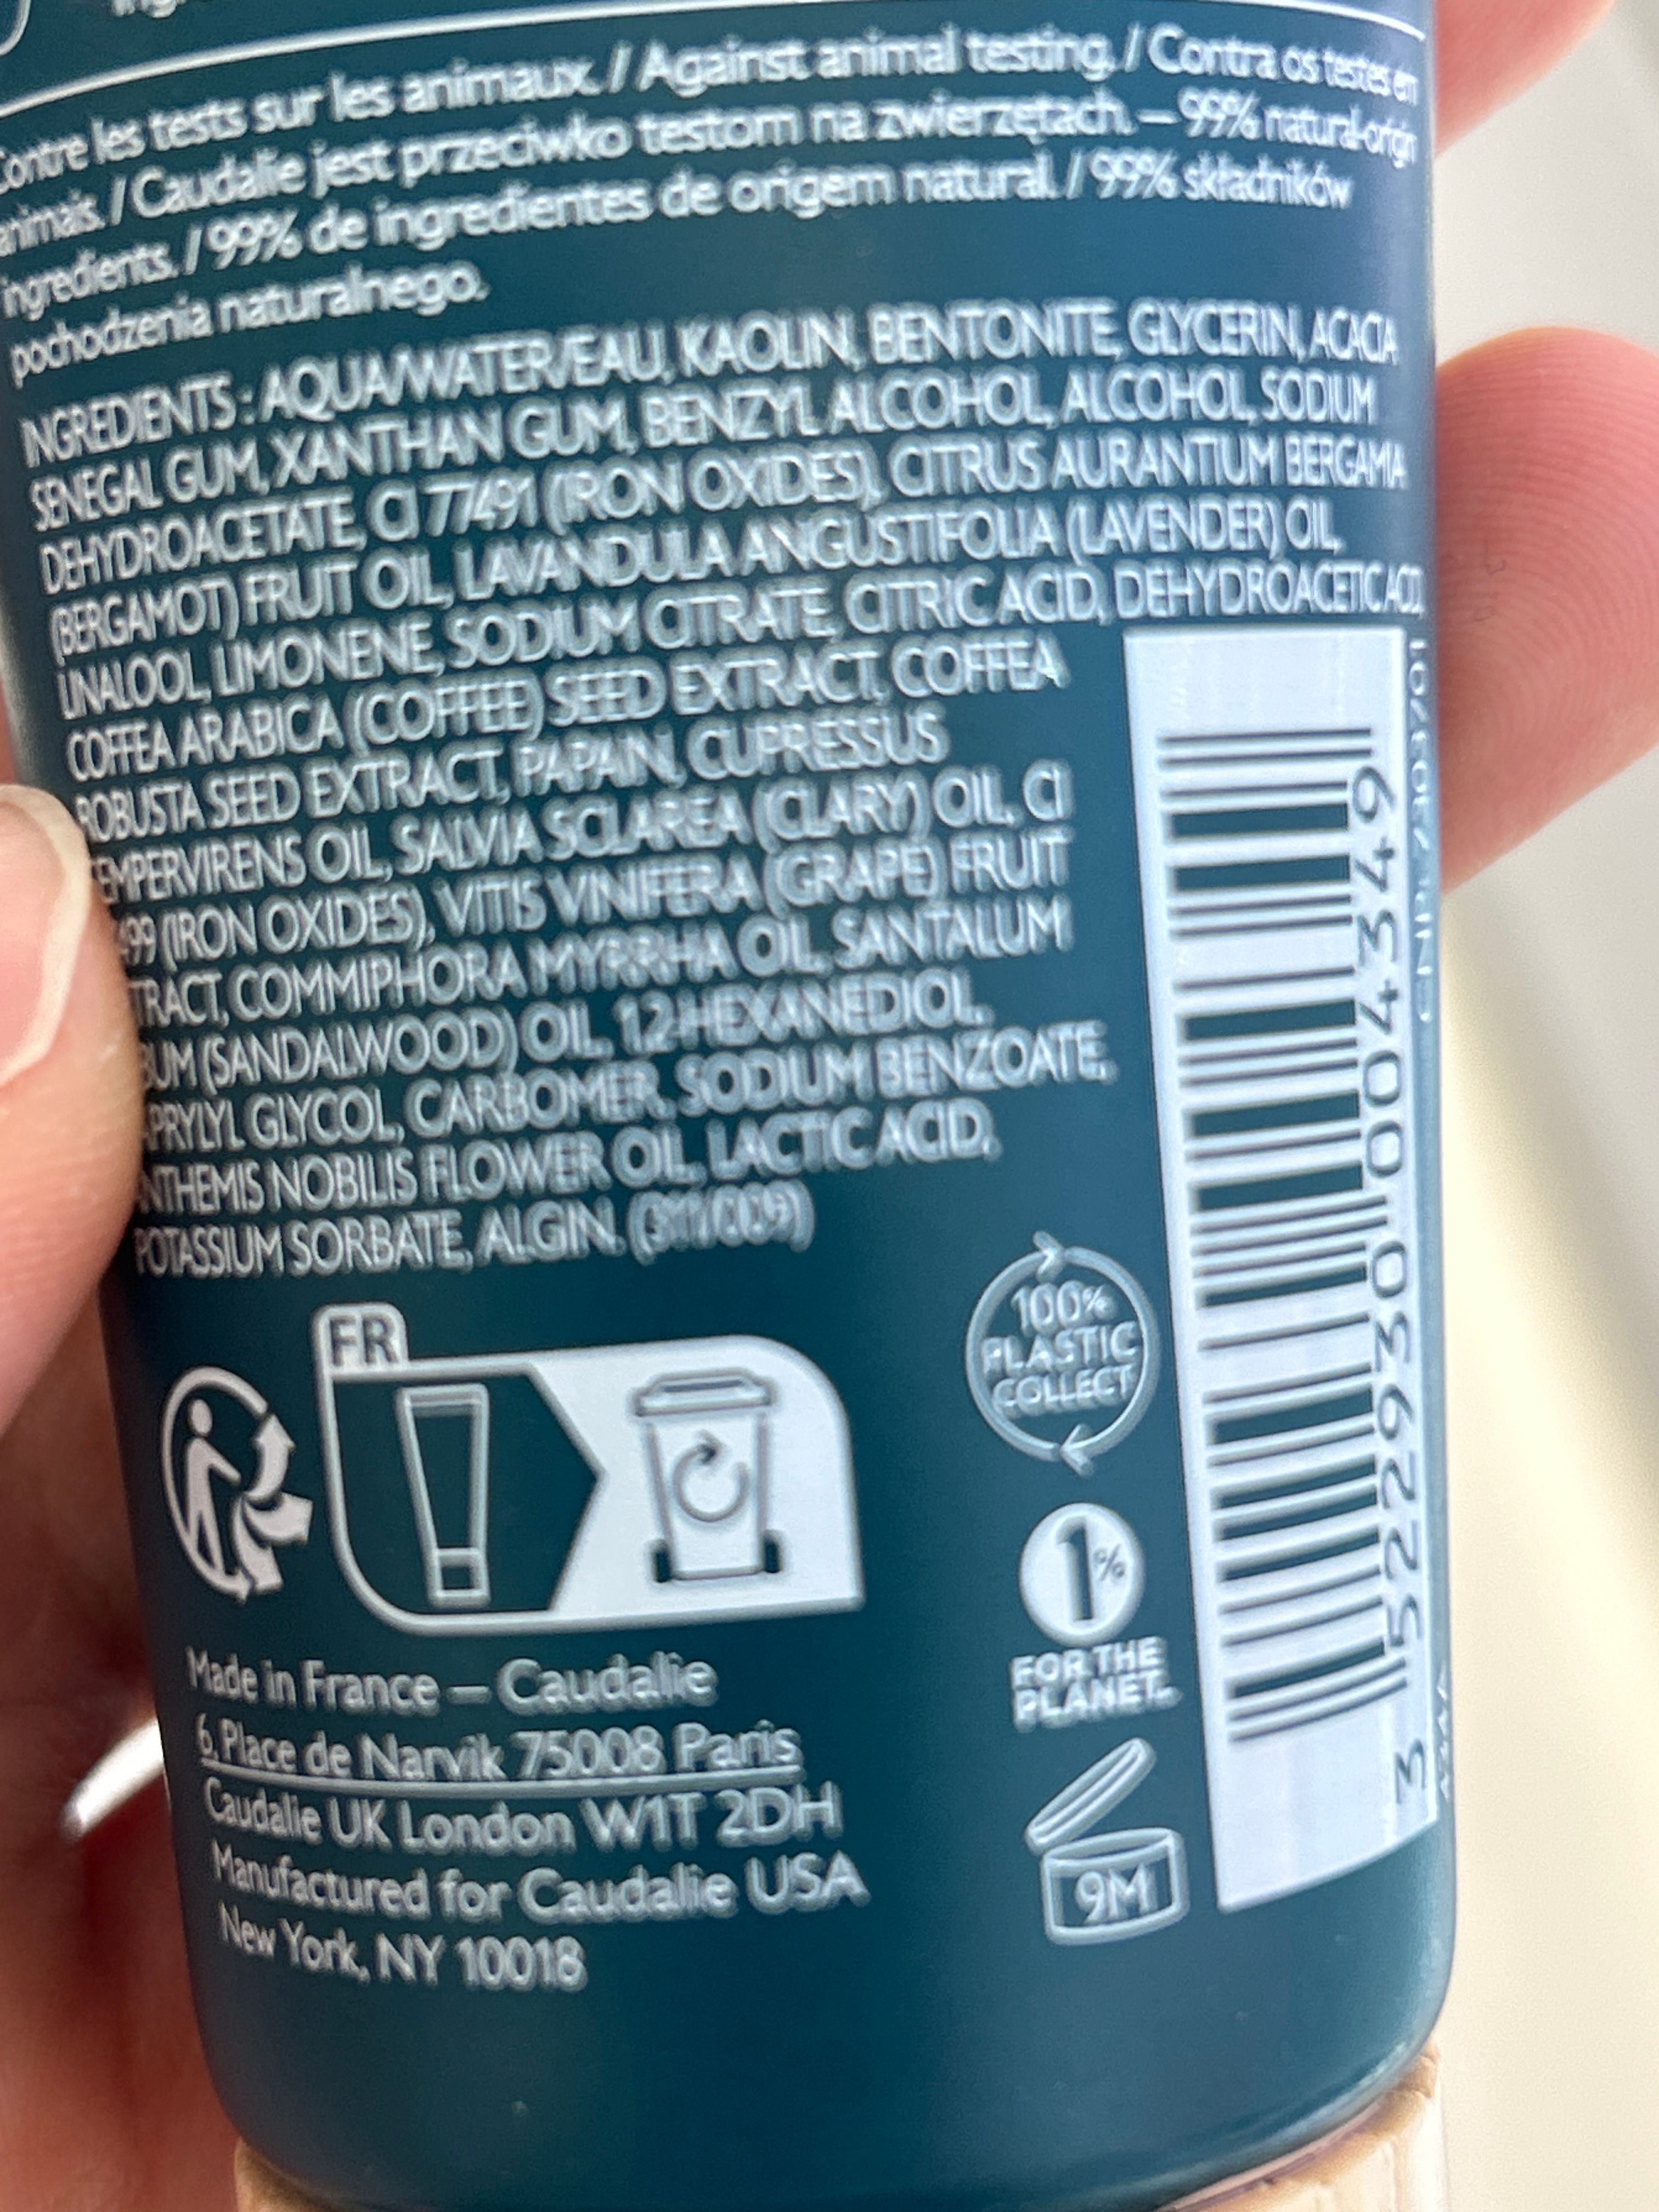 Contre les tests sur les animaux. / Against animal testing. / Contra os testes em
animais. / Caudalie jest przeciwko testom na zwierzętach. – 99% natural-origin
ingredients. / 99% de ingredientes de origem natural. / 99% składników
pochodzenia naturalnego.
INGREDIENTS : AQUA/WATER/EAU, KAOLIN, BENTONITE, GLYCERIN, ACACIA
SENEGAL GUM, XANTHAN GUM, BENZYL ALCOHOL, ALCOHOL, SODIUM
DEHYDROACETATE, CI 77491 (IRON OXIDES), CITRUS AURANTIUM BERGAMIA
(BERGAMOT) FRUIT OIL, LAVANDULA ANGUSTIFOLIA (LAVENDER) OIL,
LINALOOL, LIMONENE, SODIUM CITRATE, CITRIC ACID, DEHYDROACETIC ACID,
COFFEA ARABICA (COFFEE) SEED EXTRACT, COFFEA
ROBUSTA SEED EXTRACT, PAPAIN, CUPRESSUS
EMPERVIRENS OIL, SALVIA SCLAREA (CLARY) OIL, CI
499 (IRON OXIDES), VITIS VINIFERA (GRAPE) FRUIT
TRACT, COMMIPHORA MYRRHA OIL, SANTALUM
BUM (SANDALWOOD) OIL, 1,2-HEXANEDIOL,
APRYLYL GLYCOL, CARBOMER, SODIUM BENZOATE,
NTHEMIS NOBILIS FLOWER OIL, LACTIC ACID,
POTASSIUM SORBATE, ALGIN. (311/009)
FR
100%
PLASTIC
COLLECT
1%
FOR THE
PLANET
9M
3 522930 004349
Made in France – Caudalie
6, Place de Narvik 75008 Paris
Caudalie UK London W1T 2DH
Manufactured for Caudalie USA
New York, NY 10018